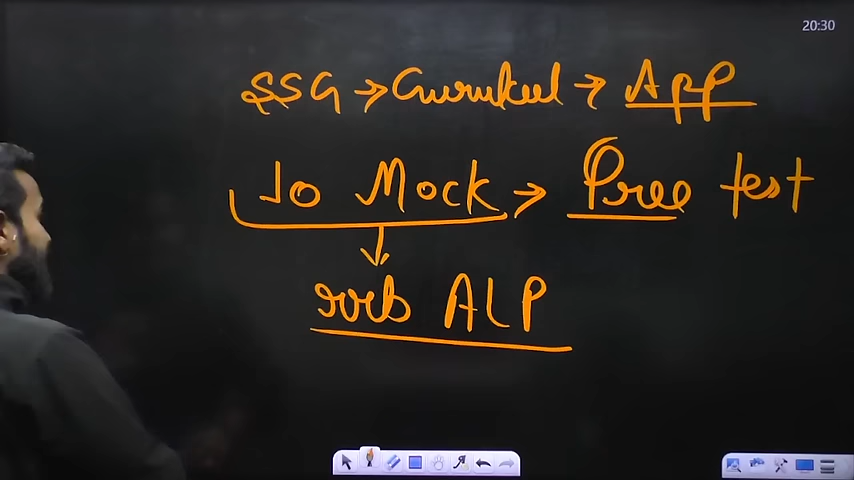 20:30
SSG → Gurukul → App
10 Mock > Free test
rrb ALP